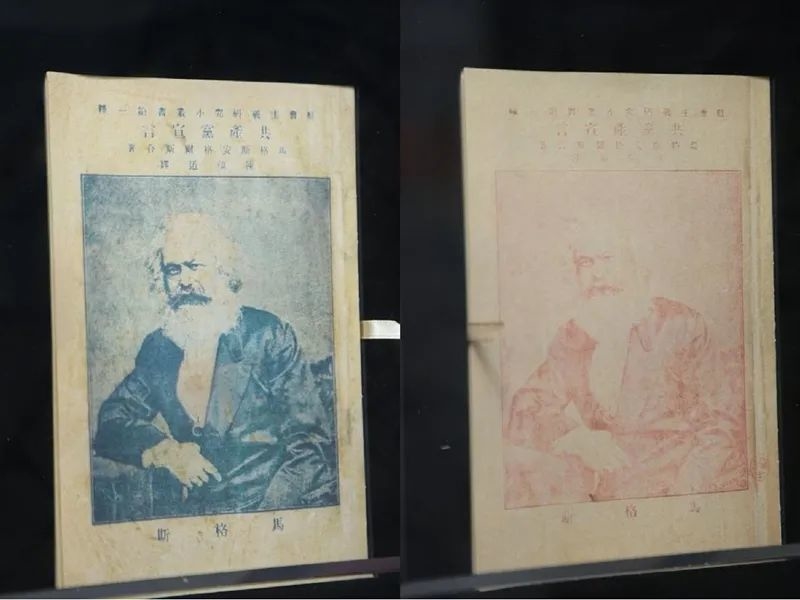 社會主義研究小叢書第一種
共產黨宣言
馬格斯安格爾斯合著
陳望道譯
馬格斯
社會主義研究小叢書第一種
共黨產宣言
馬格斯安格爾斯合著
馬格斯